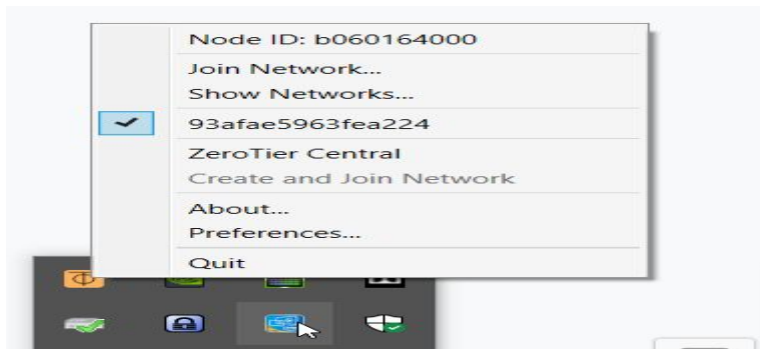 Node ID: b060164000
Join Network...
Show Networks...
93afae5963fea224
ZeroTier Central
Create and Join Network
About...
Preferences...
Quit